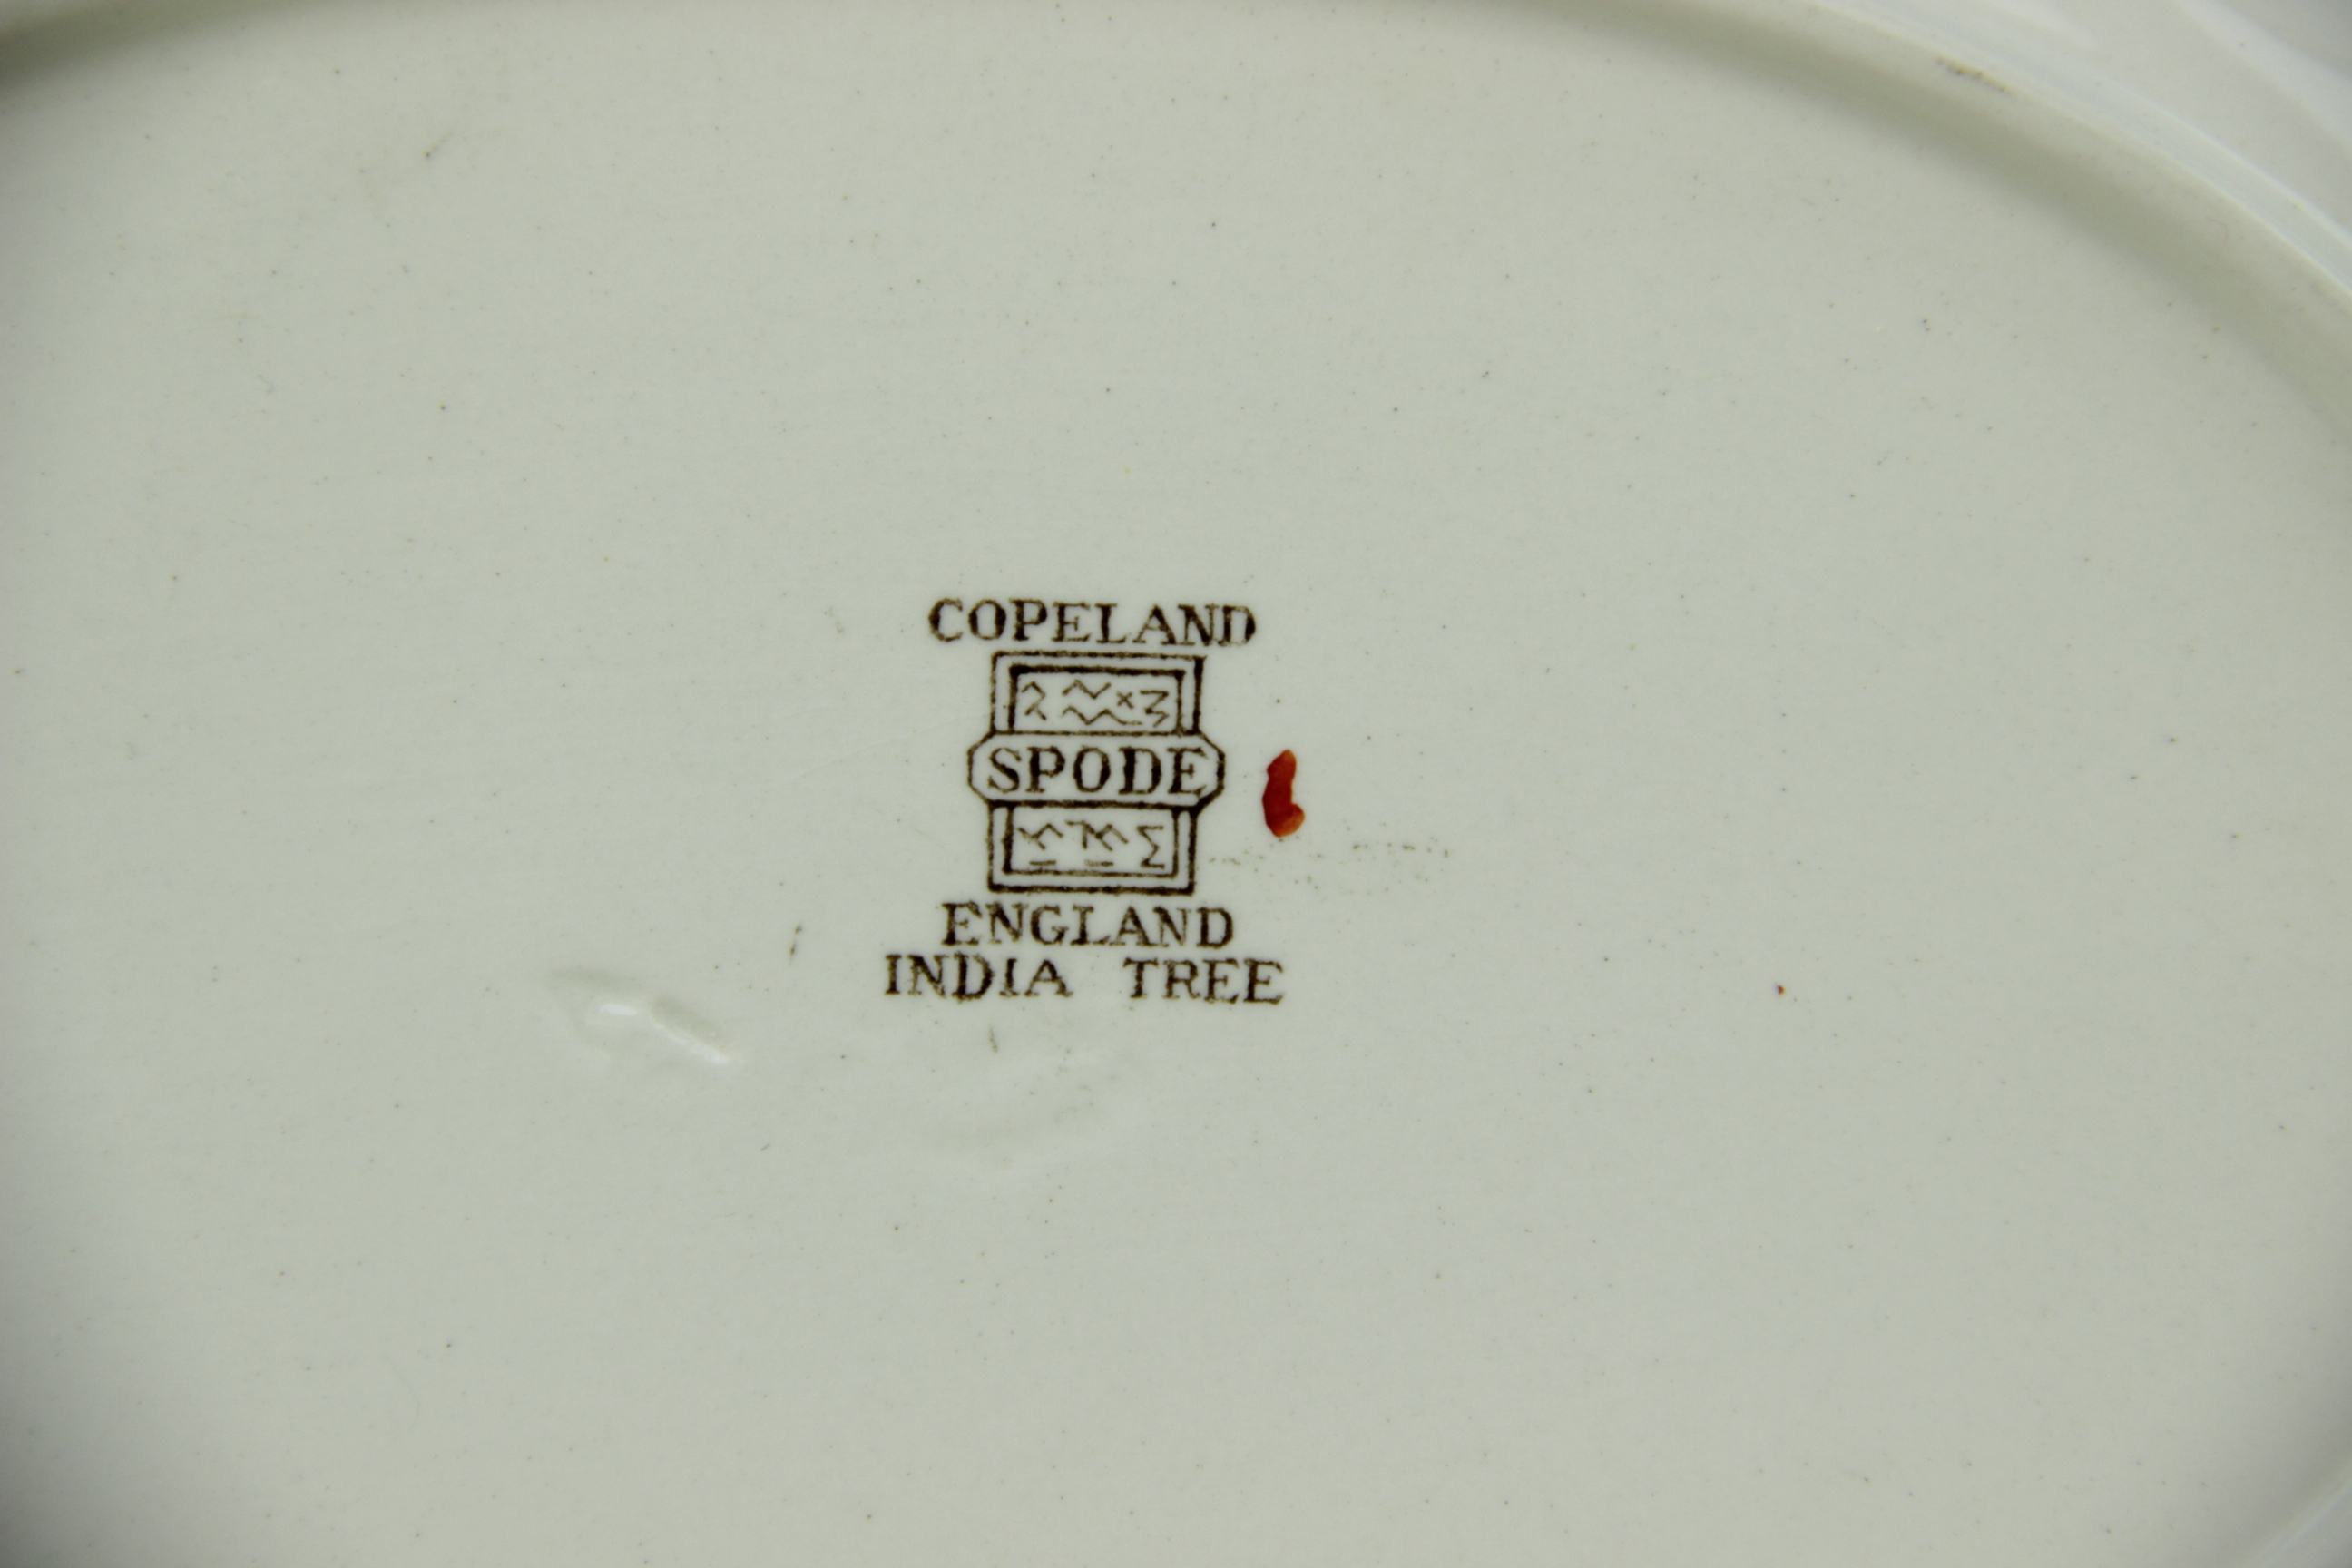 COPELAND
SPODE
ENGLAND
INDIA TREE